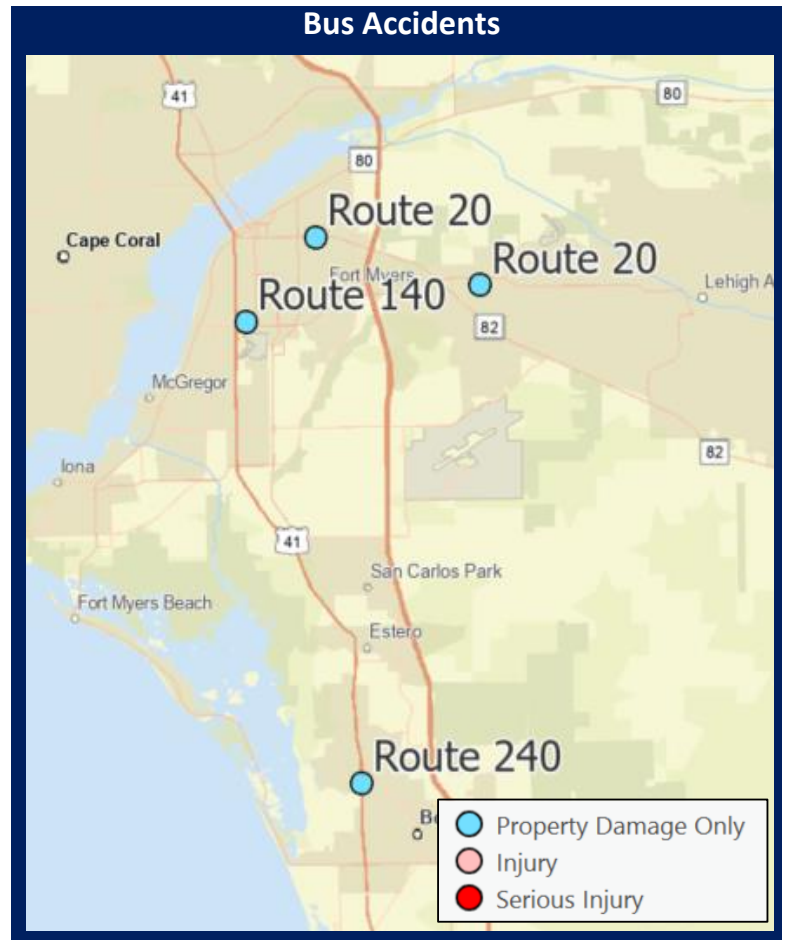 Bus Accidents
41
80
80
Route 20
Cape Coral
Route 20
Fort Myers
Lehigh A
Route 140
82
McGregor
82
Iona
41
San Carlos Park
Fort Myers Beach
Estero
Route 240
Property Damage Only
Injury
Serious Injury